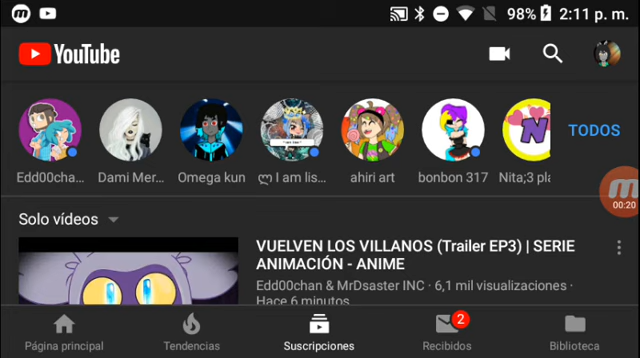 98% 2:11 p. m.
YouTube
Edd00cha... Dami Mer... Omega kun ლ I am lis... ahiri art bonbon 317 Nita;3 pla
TODOS
N
00:20
Solo vídeos
VUELVEN LOS VILLANOS (Trailer EP3) | SERIE
ANIMACIÓN - ANIME
Edd00chan & MrDsaster INC · 6,1 mil visualizaciones ·
Hace 6 minutos
2
Página principal Tendencias Suscripciones Recibidos Biblioteca